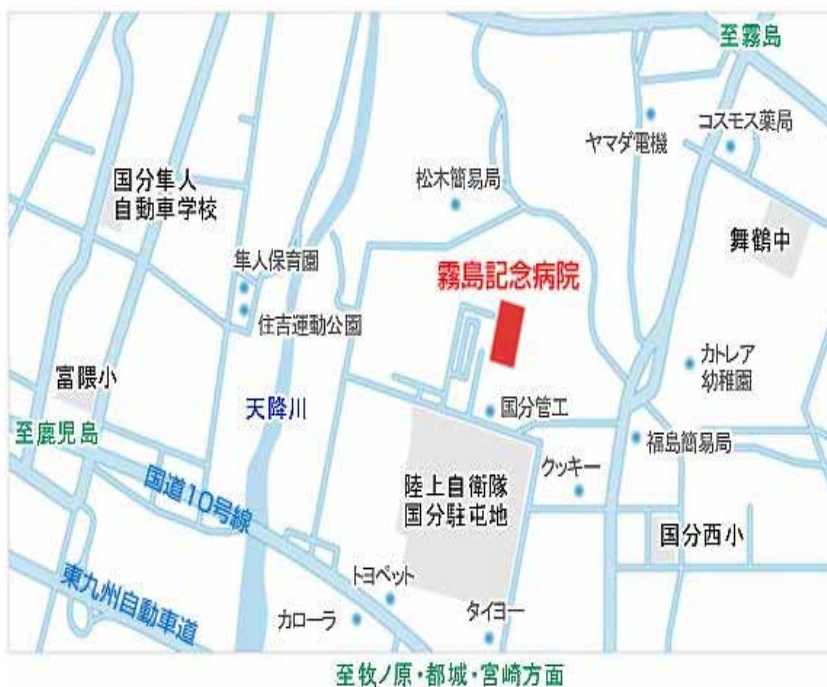 至霧島
コスモス薬局
ヤマダ電機
国分隼人
自動車学校
松木簡易局
舞鶴中
隼人保育園
霧島記念病院
住吉運動公園
カトレア
幼稚園
富隈小
天降川
国分管工
至鹿児島
福島簡易局
クッキー
国道10号線
陸上自衛隊
国分駐屯地
国分西小
東九州自動車道
トヨペット
カローラ
タイヨー
至牧ノ原・都城・宮崎方面